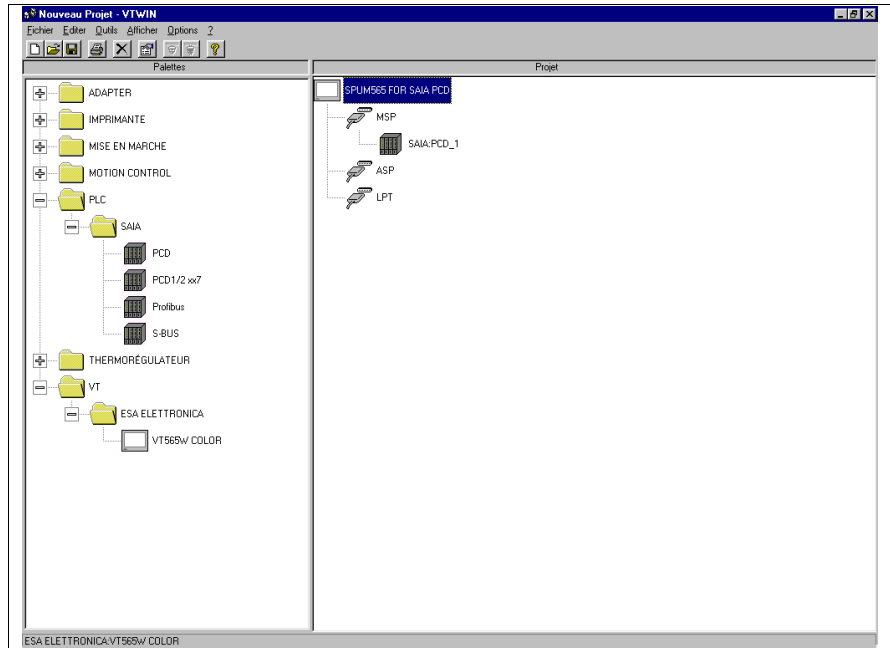 Nouveau Projet - VTWIN
Fichier Editer Outils Afficher Options ?
Palettes
Projet
ADAPTER
IMPRIMANTE
MISE EN MARCHE
MOTION CONTROL
PLC
SAIA
PCD
PCD1/2 xx7
Profibus
S-BUS
THERMORÉGULATEUR
VT
ESA ELETTRONICA
VT565W COLOR
SPUM565 FOR SAIA PCD
MSP
SAIA:PCD_1
ASP
LPT
ESA ELETTRONICA:VT565W COLOR